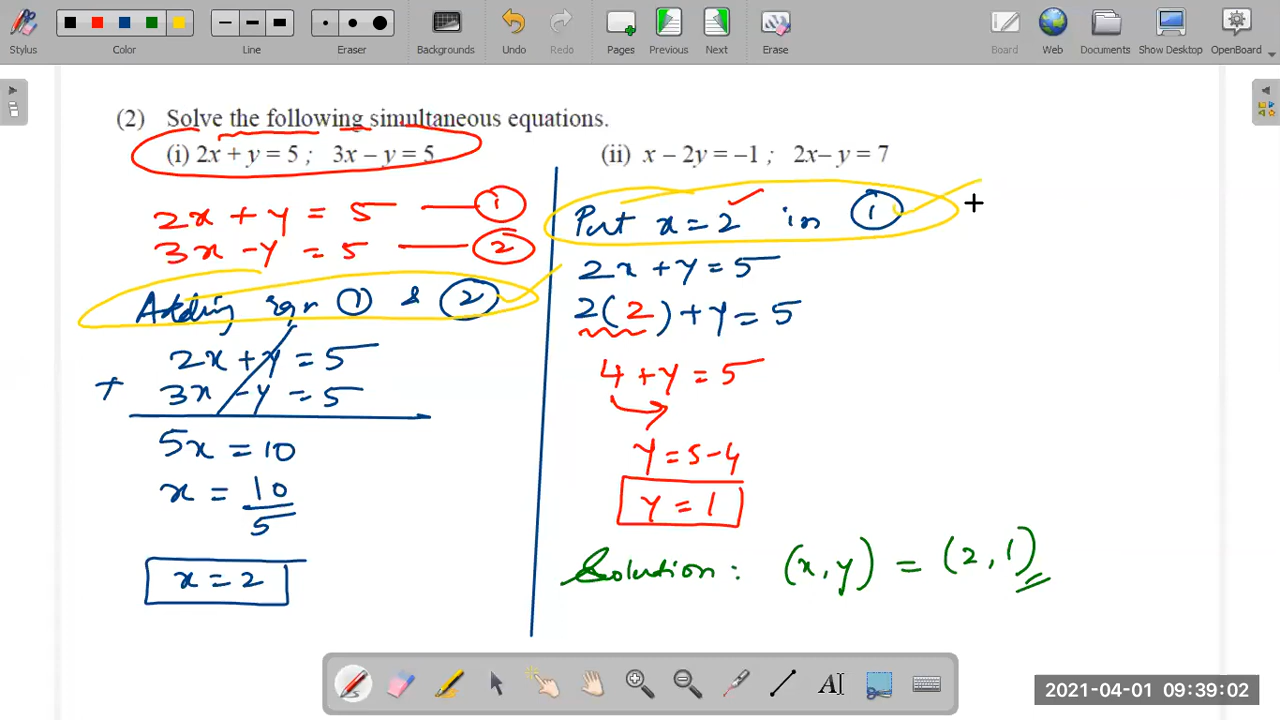 Stylus Color Line Eraser Backgrounds Undo Redo Pages Previous Next Erase Board Web Documents Show Desktop OpenBoard
(2) Solve the following simultaneous equations.
(i) 2x + y = 5 ; 3x – y = 5 (ii) x – 2y = –1 ; 2x– y = 7
2x + y = 5 — 1
3x - y = 5 — 2
Adding eqn 1 & 2
2x + y = 5
+ 3x - y = 5
5x = 10
x = 10/5
x = 2
Put x = 2 in 1
2x + y = 5
2(2) + y = 5
4 + y = 5
y = 5-4
y = 1
Solution : (x,y) = (2,1)
2021-04-01 09:39:02